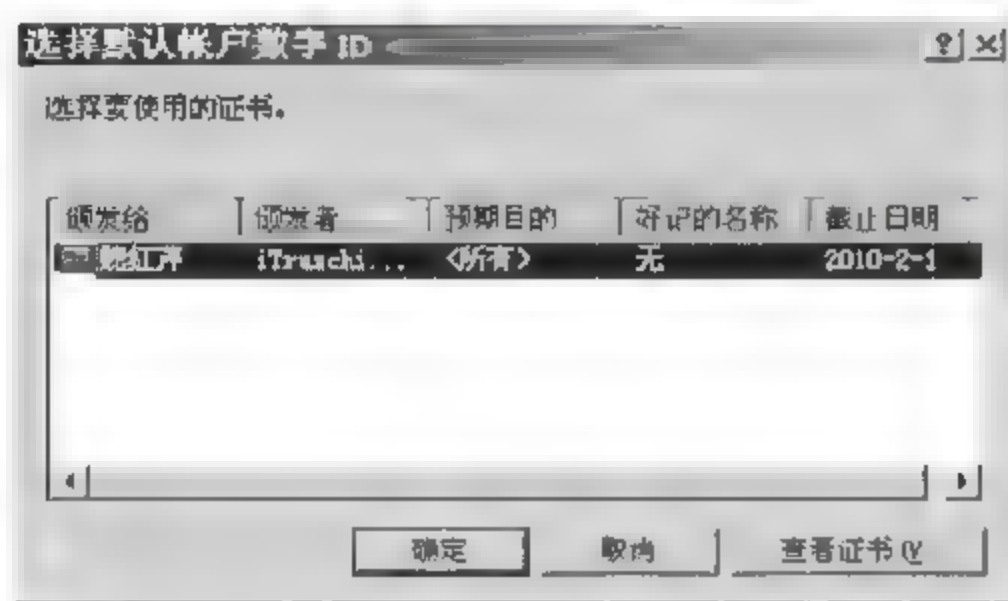 选择默认帐户数字 ID
选择要使用的证书。
颁发给 颁发者 预期目的 好记的名称 截止日期
iTruschi... <所有> 无 2010-2-1
确定 取消 查看证书(V